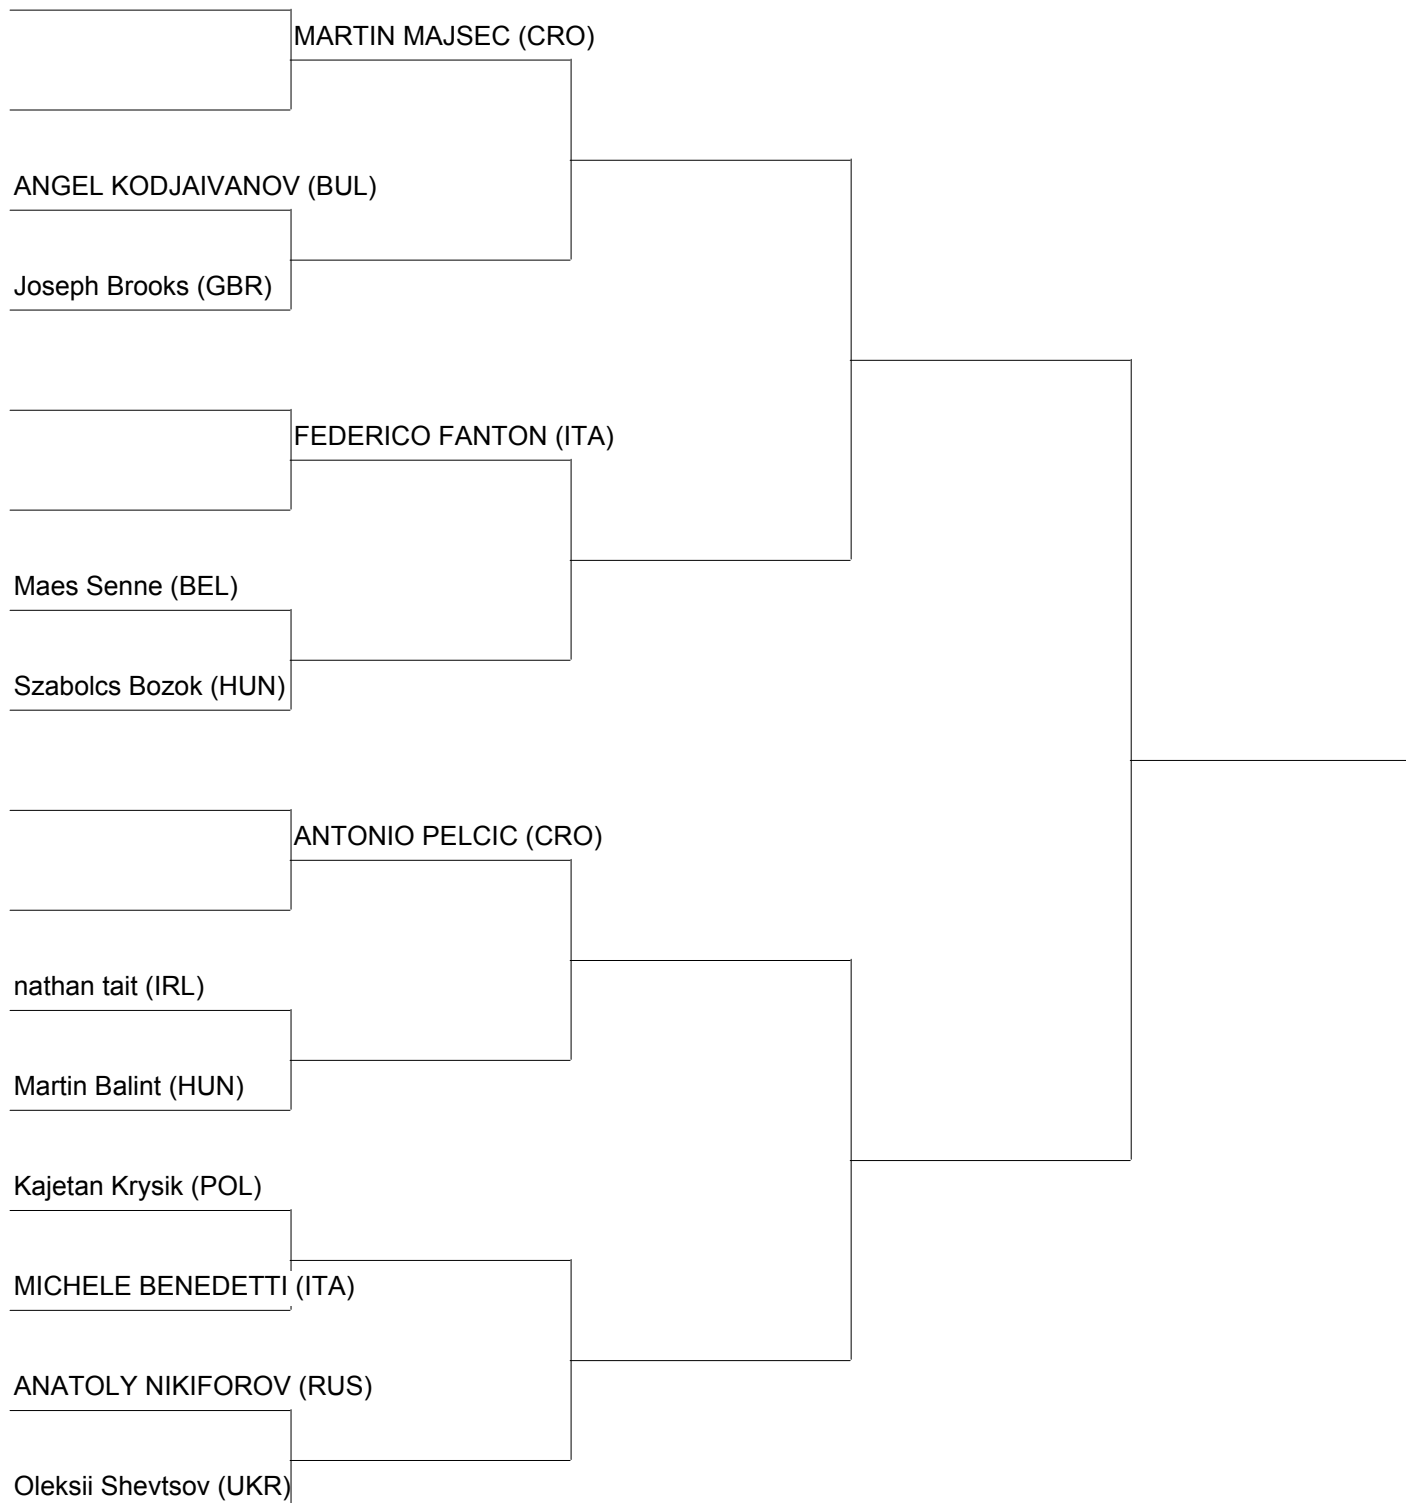 MARTIN MAJSEC (CRO)
ANGEL KODJAIVANOV (BUL)
Joseph Brooks (GBR)
FEDERICO FANTON (ITA)
Maes Senne (BEL)
Szabolcs Bozok (HUN)
ANTONIO PELCIC (CRO)
nathan tait (IRL)
Martin Balint (HUN)
Kajetan Krysik (POL)
MICHELE BENEDETTI (ITA)
ANATOLY NIKIFOROV (RUS)
Oleksii Shevtsov (UKR)